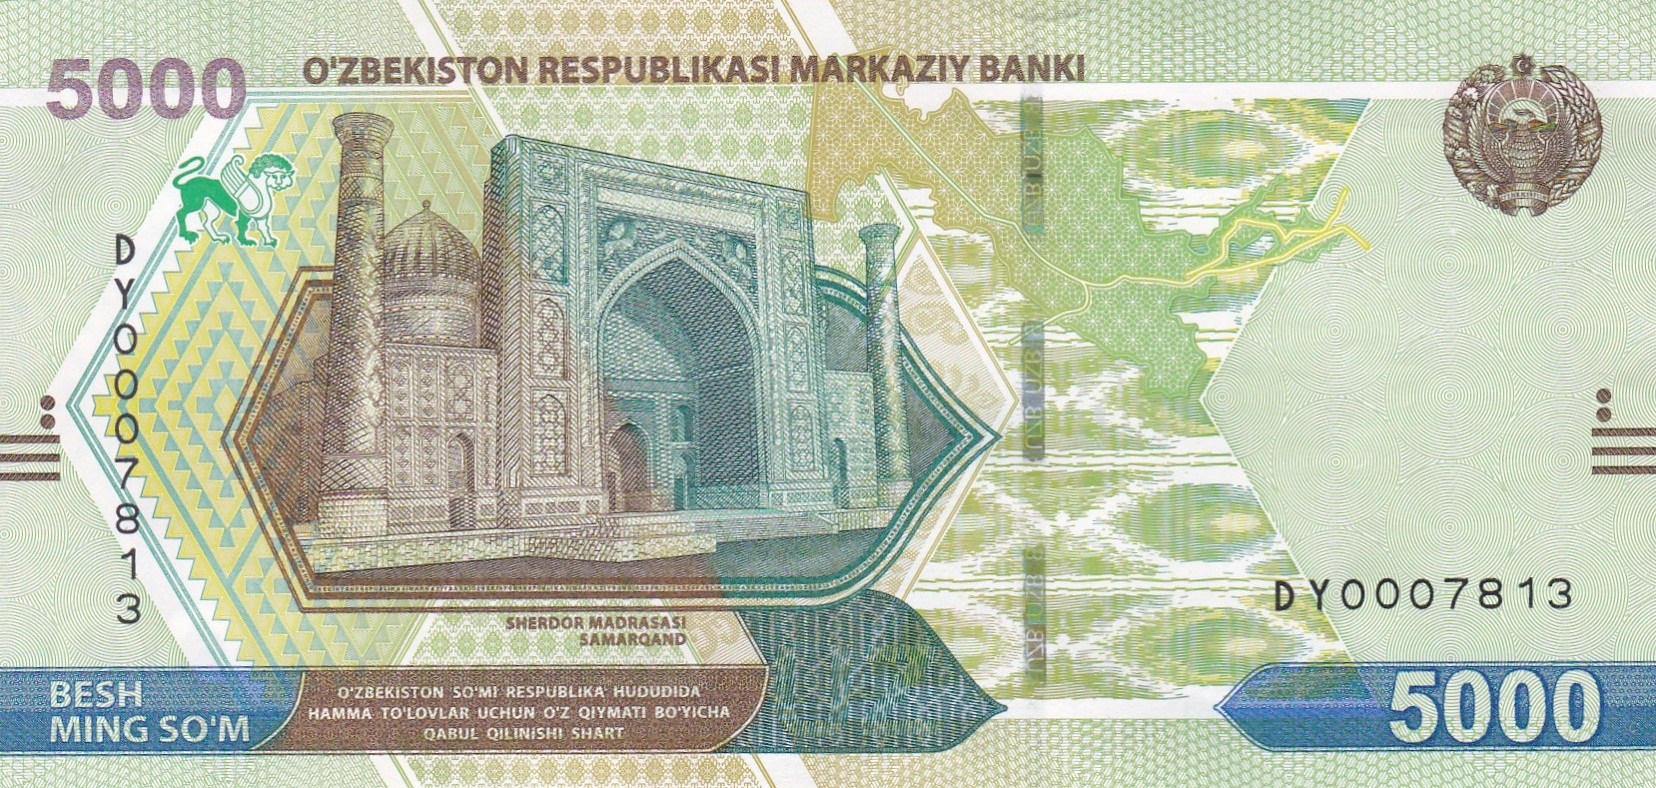 5000
O'ZBEKISTON RESPUBLIKASI MARKAZIY BANKI
DY0007813
SHERDOR MADRASASI
SAMARQAND
DY0007813
BESH
MING SO'M
O'ZBEKISTON SO'MI RESPUBLIKA HUDUDIDA
HAMMA TO'LOVLAR UCHUN O'Z QIYMATI BO'YICHA
QABUL QILINISHI SHART
5000